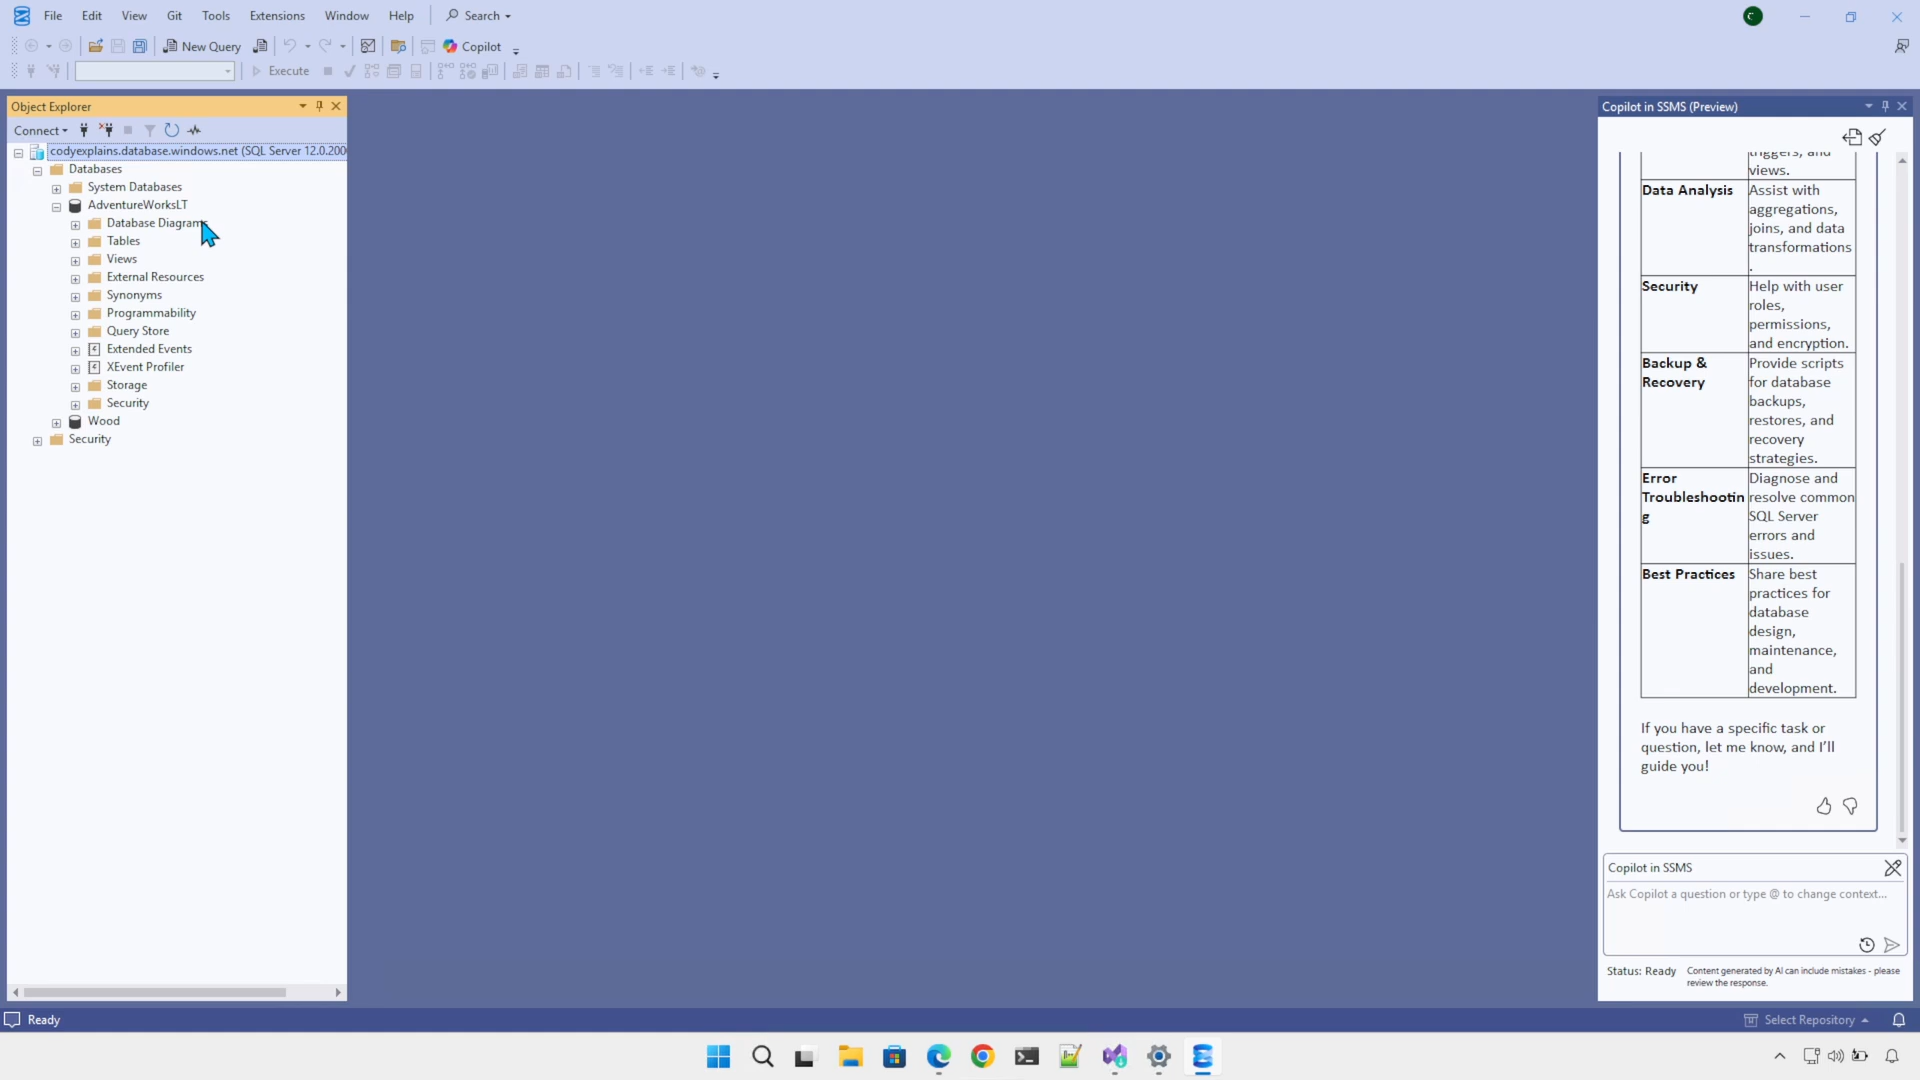 File Edit View Git Tools Extensions Window Help Search
New Query Copilot
Execute
Object Explorer
Connect
codyexplains.database.windows.net (SQL Server 12.0.200
Databases
System Databases
AdventureWorksLT
Database Diagrams
Tables
Views
External Resources
Synonyms
Programmability
Query Store
Extended Events
XEvent Profiler
Storage
Security
Wood
Security
Copilot in SSMS (Preview)
triggers, and
views.
Data Analysis
Assist with
aggregations,
joins, and data
transformations
.
Security
Help with user
roles,
permissions,
and encryption.
Backup &
Recovery
Provide scripts
for database
backups,
restores, and
recovery
strategies.
Error
Troubleshootin
g
Diagnose and
resolve common
SQL Server
errors and
issues.
Best Practices
Share best
practices for
database
design,
maintenance,
and
development.
If you have a specific task or
question, let me know, and I'll
guide you!
Copilot in SSMS
Ask Copilot a question or type @ to change context...
Status: Ready
Content generated by AI can include mistakes - please
review the response.
Ready
Select Repository